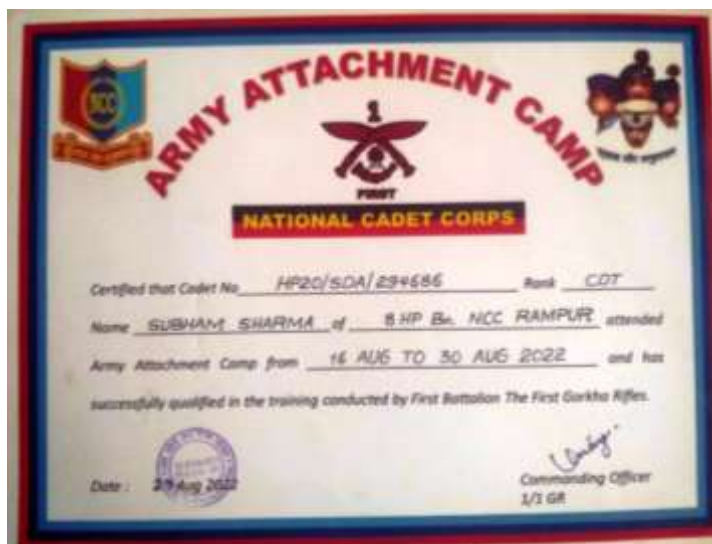 ARMY ATTACHMENT CAMP
NCC
1
FIRST
NATIONAL CADET CORPS
Certified that Cadet No HP20/SDA/294686 Rank CDT
Name SUBHAM SHARMA of 8 HP Bn. NCC RAMPUR attended
Army Attachment Camp from 16 AUG TO 30 AUG 2022 and has
successfully qualified in the training conducted by First Battalion The First Gorkha Rifles.
Date : Aug 2022
Commanding Officer
1/1 GR